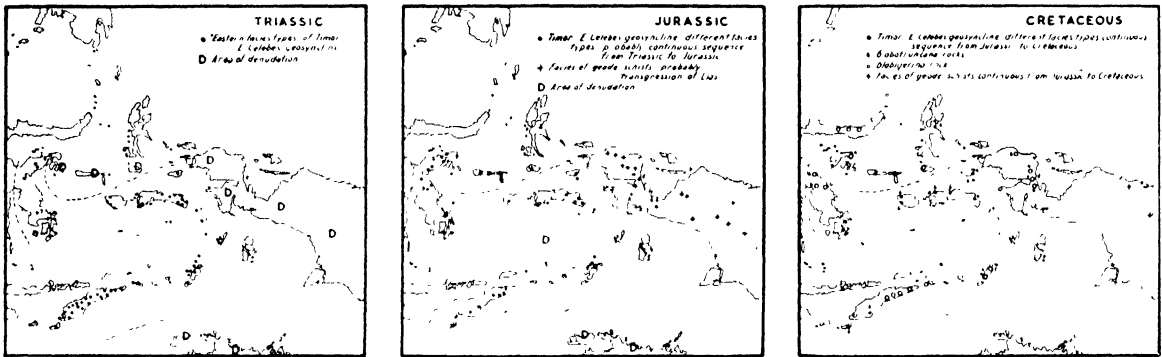 TRIASSIC
"Eastern facies types of Timor
E Celebes geosyncline
D Area of denudation
D
D
D
D
D
D
D
D
JURASSIC
Timor E Celebes geosyncline different facies
types probably continuous sequence
from Triassic to Jurassic
+ Facies of geode schists probably
Transgression of Lias
D Area of denudation
D
D
D
CRETACEOUS
Timor E Celebes geosyncline different facies types continuous
sequence from Jurassic to Cretaceous
Globotruncana rocks
Globigerina rock
+ Facies of geode schists continuous from Jurassic to Cretaceous